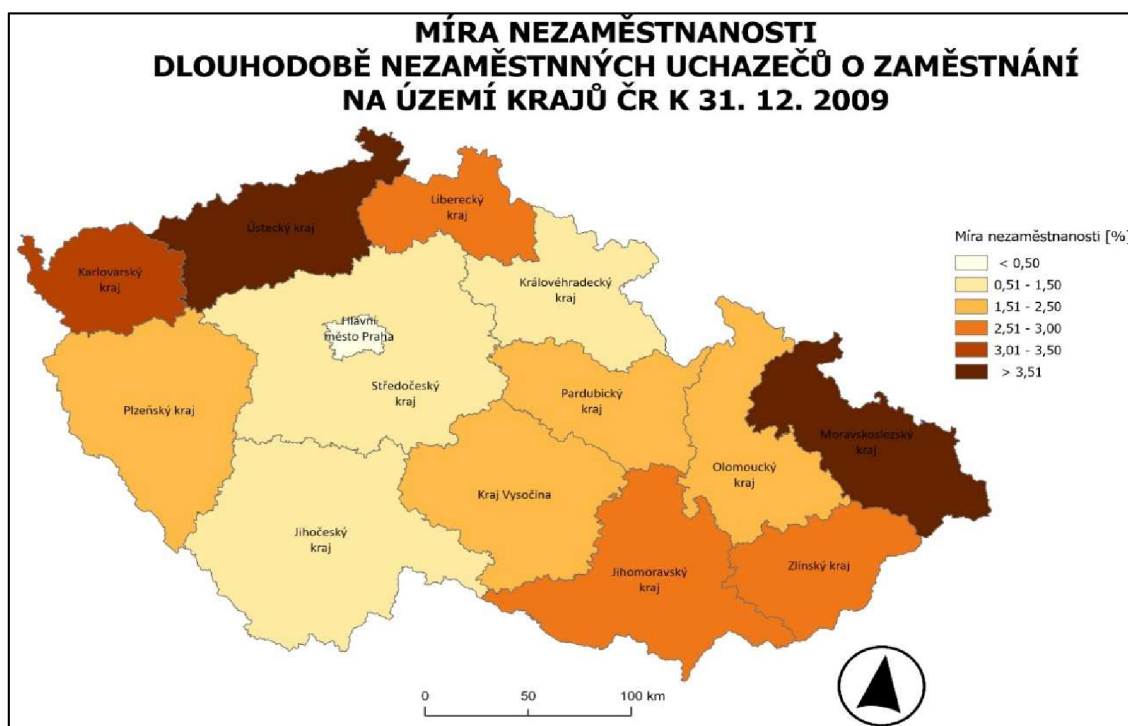 MÍRA NEZAMĚSTNANOSTI
DLOUHODOBĚ NEZAMĚSTNNÝCH UCHAZEČŮ O ZAMĚSTNÁNÍ
NA ÚZEMÍ KRAJŮ ČR K 31. 12. 2009
Liberecký
kraj
Ústecký kraj
Karlovarský
kraj
Královéhradecký
kraj
Hlavní
město Praha
Středočeský
kraj
Pardubický
kraj
Plzeňský kraj
Moravskoslezský
kraj
Olomoucký
kraj
Kraj Vysočina
Jihočeský
kraj
Jihomoravský
kraj
Zlínský kraj
Míra nezaměstnanosti [%]
< 0,50
0,51 - 1,50
1,51 - 2,50
2,51 - 3,00
3,01 - 3,50
> 3,51
0 50 100 km